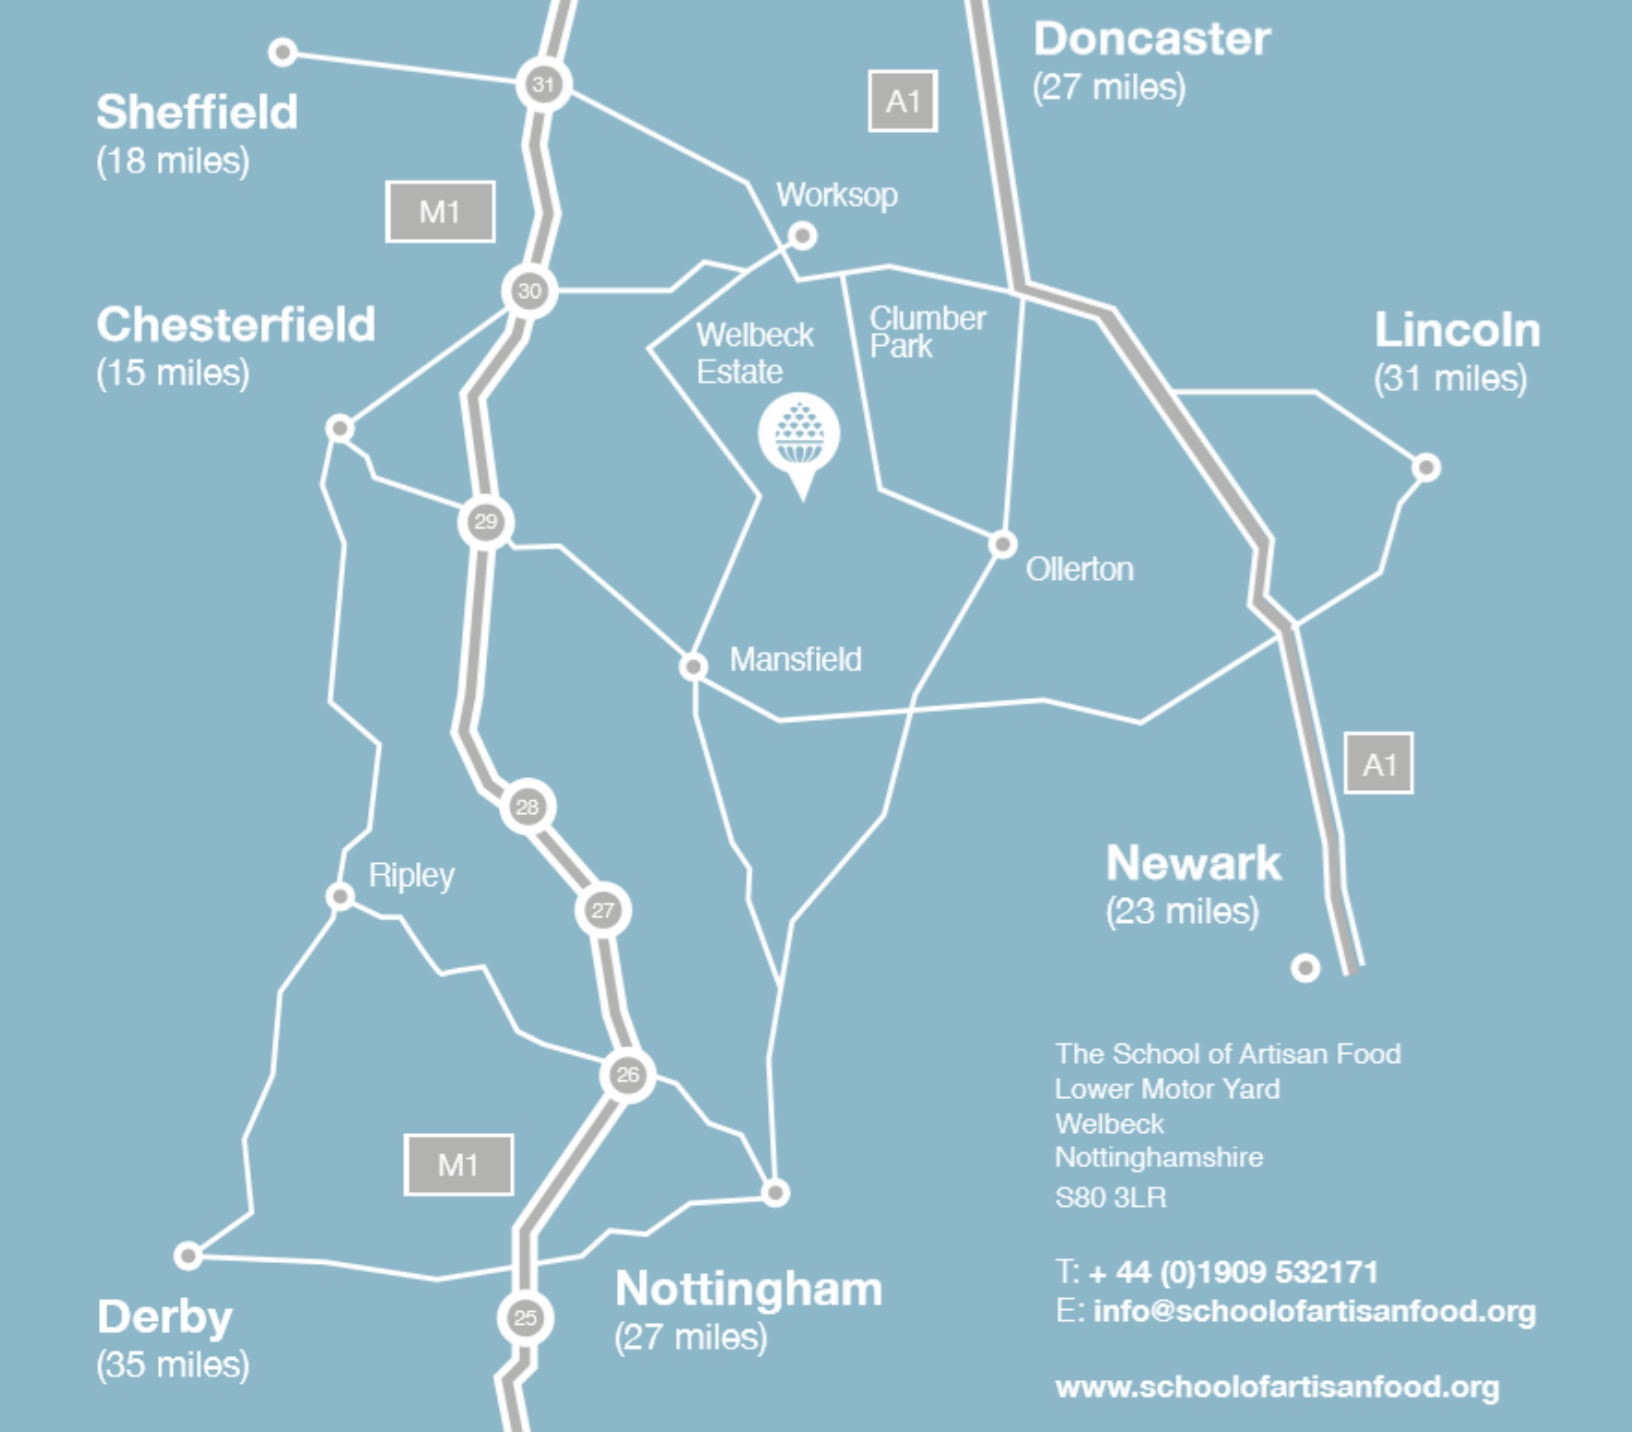 Doncaster
(27 miles)
A1
31
Sheffield
(18 miles)
M1
Worksop
30
Chesterfield
(15 miles)
Welbeck
Estate
Clumber
Park
Lincoln
(31 miles)
29
Ollerton
Mansfield
A1
28
Ripley
27
Newark
(23 miles)
26
M1
The School of Artisan Food
Lower Motor Yard
Welbeck
Nottinghamshire
S80 3LR
T: + 44 (0)1909 532171
E: info@schoolofartisanfood.org
www.schoolofartisanfood.org
Nottingham
(27 miles)
25
Derby
(35 miles)